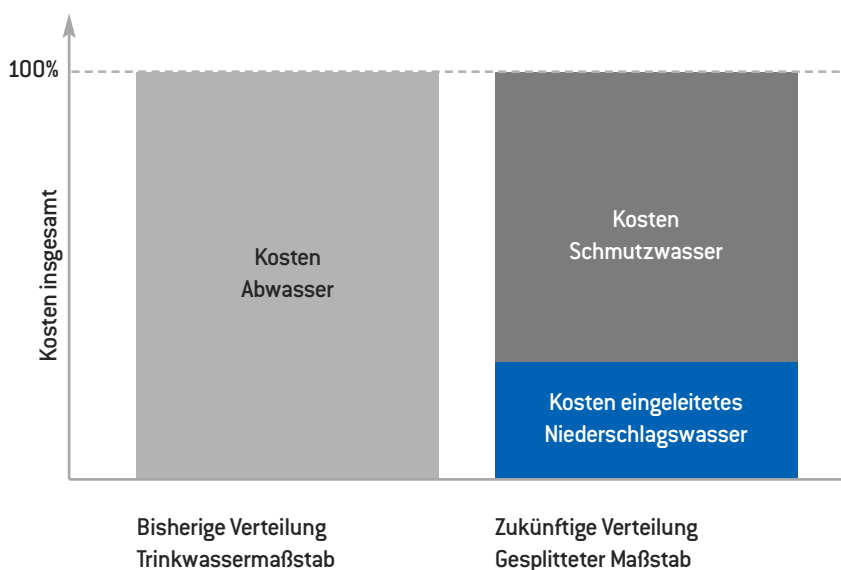 100%
Kosten insgesamt
Kosten
Abwasser
Kosten
Schmutzwasser
Kosten eingeleitetes
Niederschlagswasser
Bisherige Verteilung
Trinkwassermaßstab
Zukünftige Verteilung
Gesplitteter Maßstab